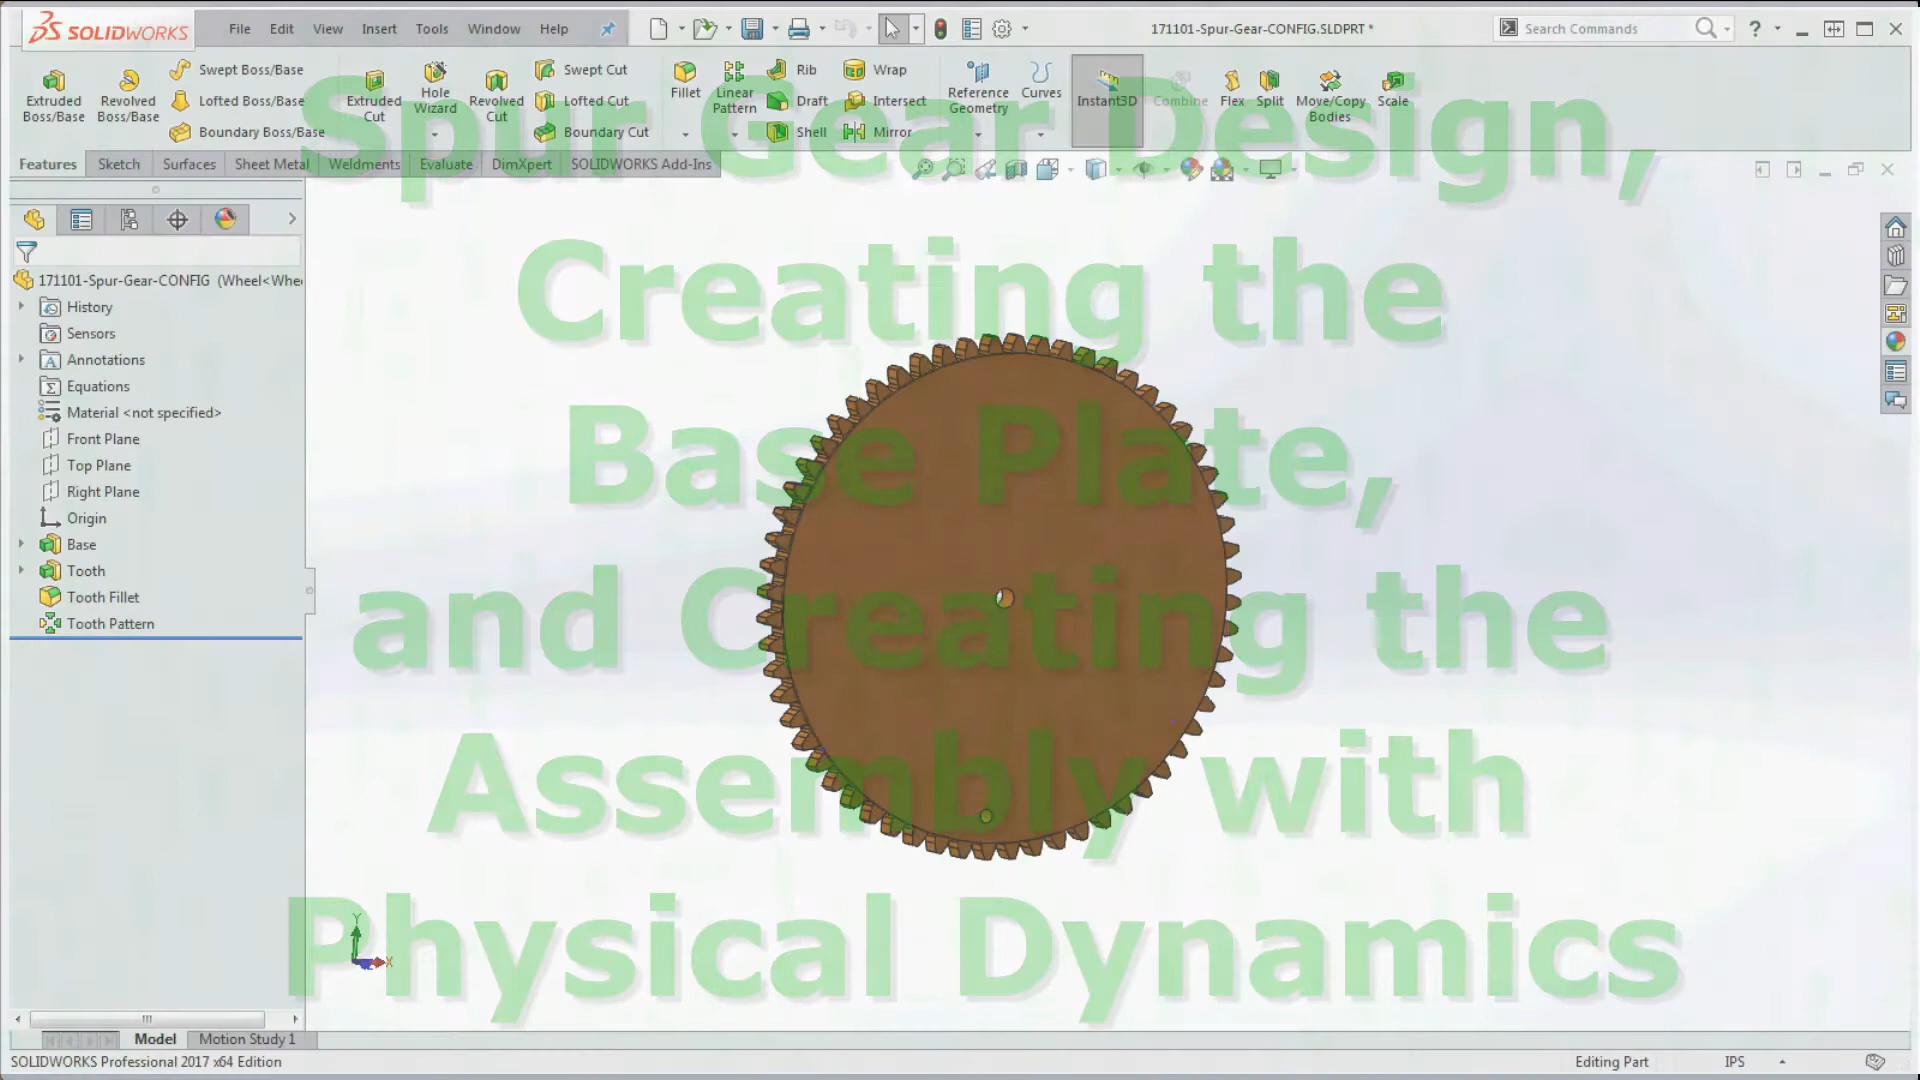 SOLIDWORKS
File Edit View Insert Tools Window Help
171101-Spur-Gear-CONFIG.SLDPRT *
Search Commands
?
Extruded Boss/Base
Revolved Boss/Base
Swept Boss/Base
Lofted Boss/Base
Boundary Boss/Base
Extruded Cut
Hole Wizard
Revolved Cut
Swept Cut
Lofted Cut
Boundary Cut
Fillet
Linear Pattern
Rib
Draft
Shell
Wrap
Intersect
Mirror
Reference Geometry
Curves
Instant3D
Combine
Flex
Split
Move/Copy Bodies
Scale
Features Sketch Surfaces Sheet Metal Weldments Evaluate DimXpert SOLIDWORKS Add-Ins
171101-Spur-Gear-CONFIG (Wheel<Whee
History
Sensors
Annotations
Equations
Material <not specified>
Front Plane
Top Plane
Right Plane
Origin
Base
Tooth
Tooth Fillet
Tooth Pattern
Spur Gear Design,
Creating the
Base Plate,
and Creating the
Assembly with
Physical Dynamics
Y
X
Model Motion Study 1
SOLIDWORKS Professional 2017 x64 Edition
Editing Part
IPS